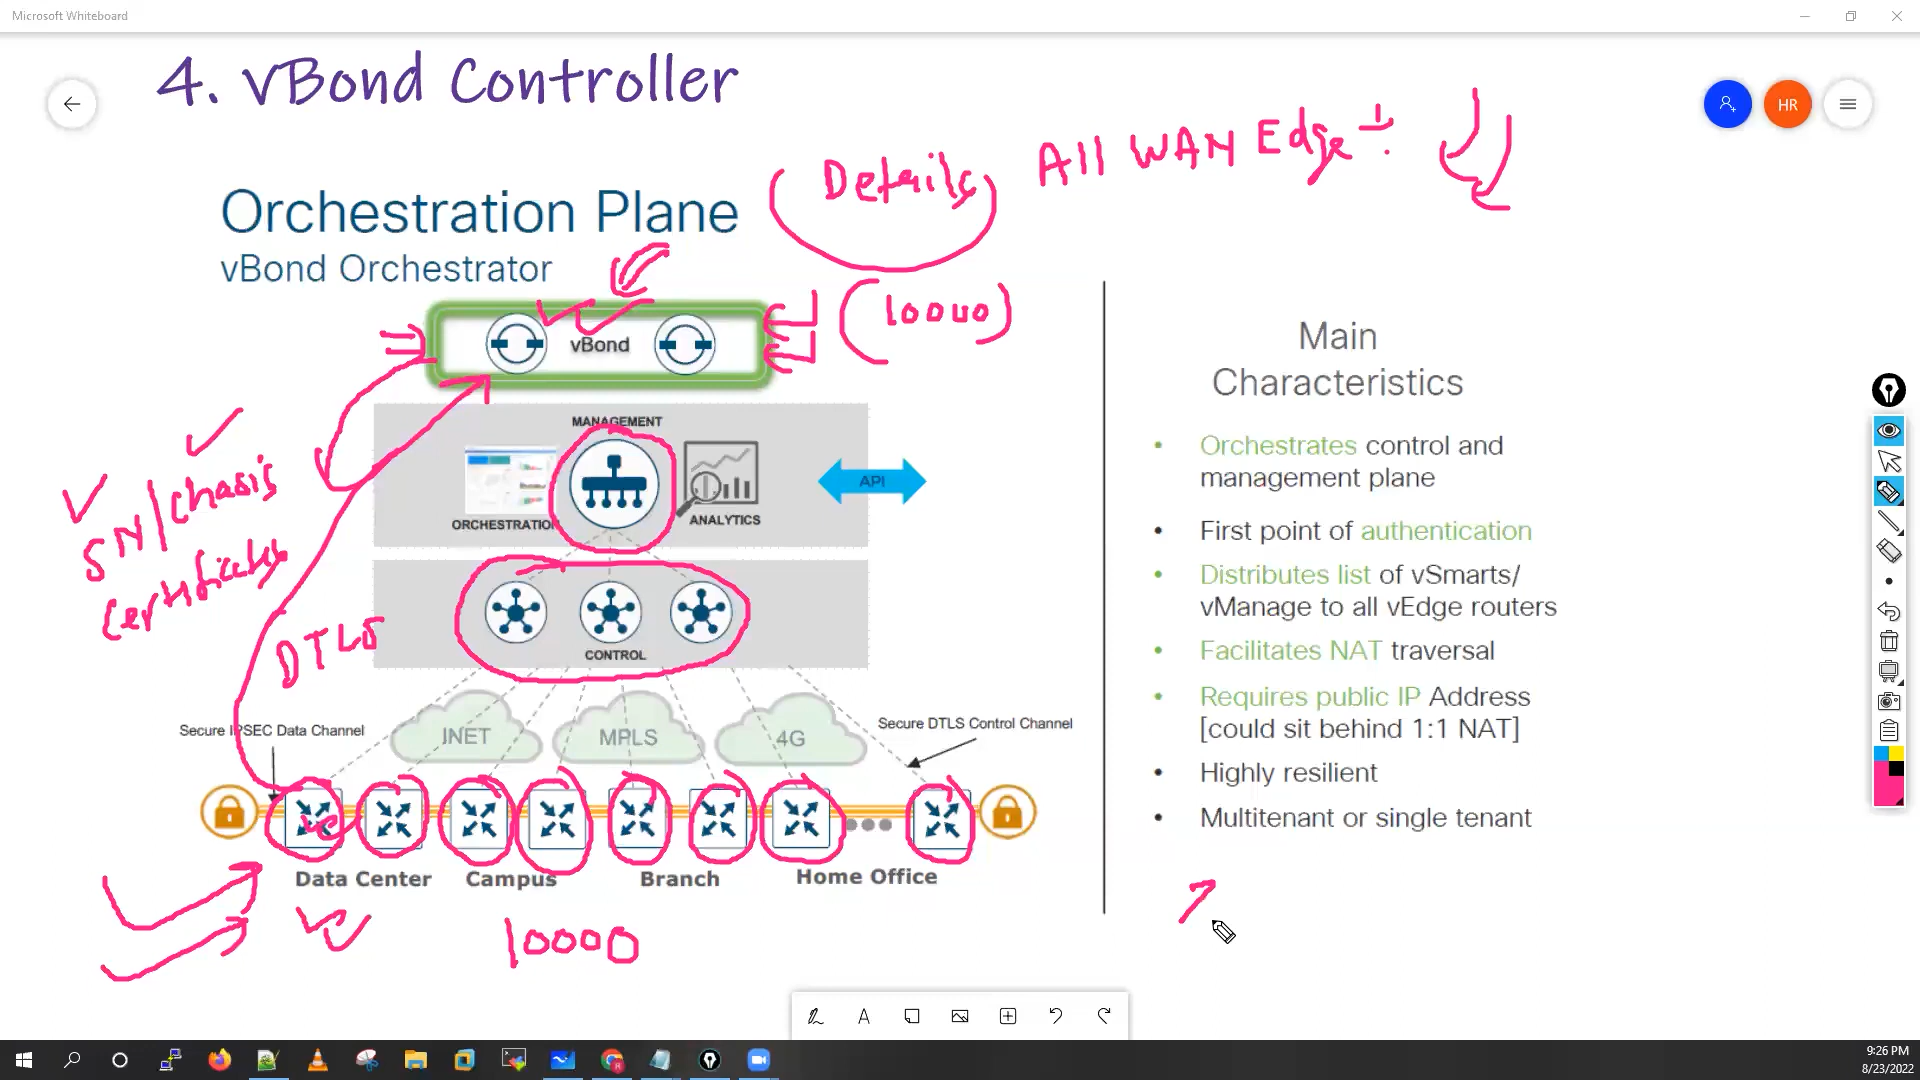 Microsoft Whiteboard
4. vBond Controller
HR
All WAN Edge
Details
Orchestration Plane
vBond Orchestrator
(10000)
vBond
MANAGEMENT
ORCHESTRATION
ANALYTICS
API
SN/chasis
certificates
DTLS
CONTROL
Secure IPSEC Data Channel
INET
MPLS
4G
Secure DTLS Control Channel
Data Center
Campus
Branch
Home Office
10000
Main
Characteristics
• Orchestrates control and
management plane
• First point of authentication
• Distributes list of vSmarts/
vManage to all vEdge routers
• Facilitates NAT traversal
• Requires public IP Address
[could sit behind 1:1 NAT]
• Highly resilient
• Multitenant or single tenant
9:26 PM
8/23/2022